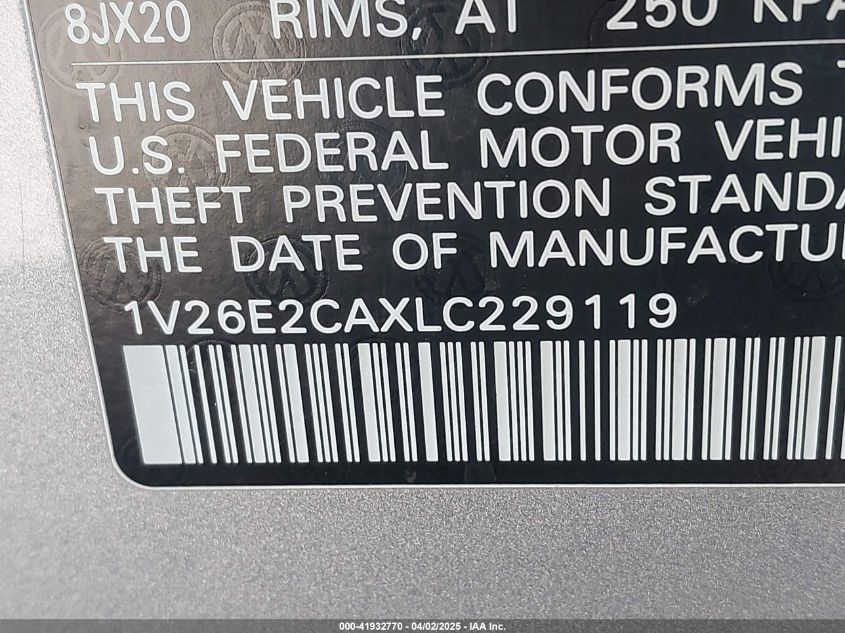 8JX20 RIMS, AT 250 KPA
THIS VEHICLE CONFORMS
U.S. FEDERAL MOTOR VEHI
THEFT PREVENTION STANDA
THE DATE OF MANUFACTU
1V26E2CAXLC229119
000-41932770 - 04/02/2025 - IAA Inc.